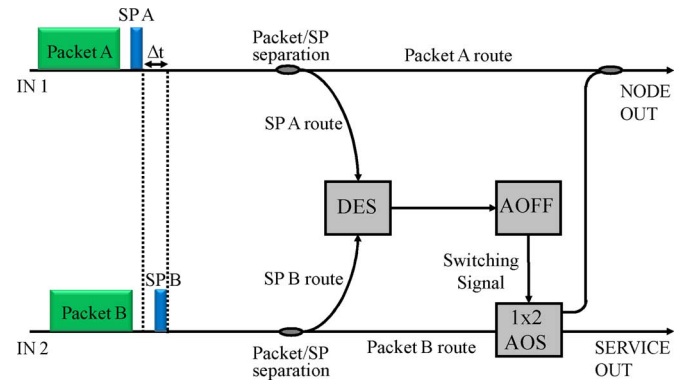 SP A
Packet A
Δt
IN 1
Packet/SP
separation
Packet A route
NODE
OUT
SP A route
DES
AOFF
Switching
Signal
SP B route
SP B
Packet B
IN 2
Packet/SP
separation
Packet B route
1x2
AOS
SERVICE
OUT